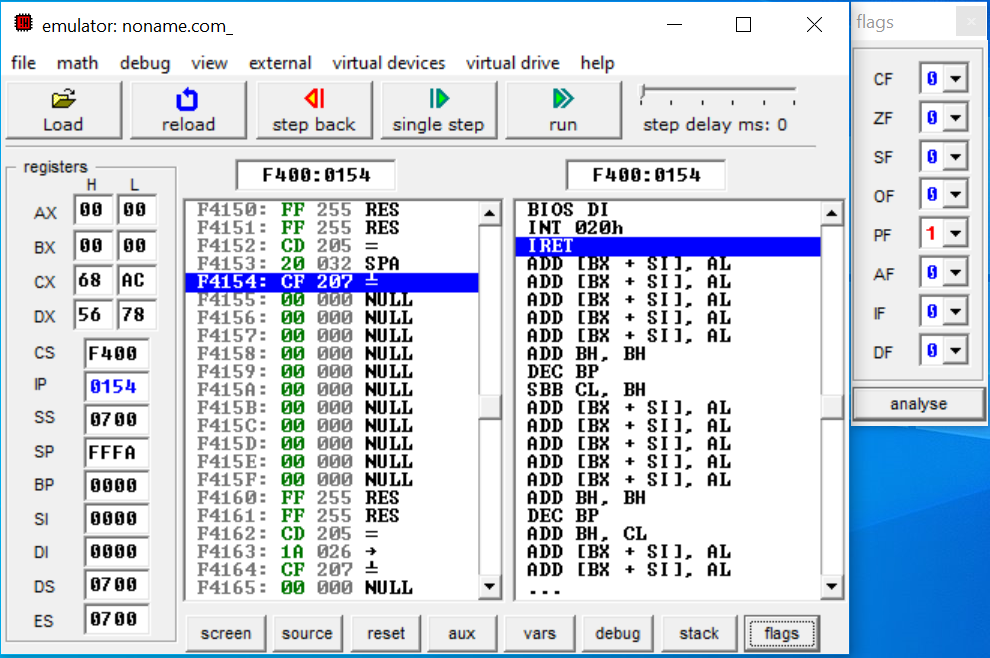 emulator: noname.com_
flags
file math debug view external virtual devices virtual drive help
Load reload step back single step run step delay ms: 0
registers
H L
F400:0154 F400:0154
AX 00 00
BX 00 00
CX 68 AC
DX 56 78
CS F400
IP 0154
SS 0700
SP FFFA
BP 0000
SI 0000
DI 0000
DS 0700
ES 0700
F4150: FF 255 RES
F4151: FF 255 RES
F4152: CD 205 =
F4153: 20 032 SPA
F4154: CF 207 ╧
F4155: 00 000 NULL
F4156: 00 000 NULL
F4157: 00 000 NULL
F4158: 00 000 NULL
F4159: 00 000 NULL
F415A: 00 000 NULL
F415B: 00 000 NULL
F415C: 00 000 NULL
F415D: 00 000 NULL
F415E: 00 000 NULL
F415F: 00 000 NULL
F4160: FF 255 RES
F4161: FF 255 RES
F4162: CD 205 =
F4163: 1A 026 →
F4164: CF 207 ╧
F4165: 00 000 NULL
BIOS DI
INT 020h
IRET
ADD [BX + SI], AL
ADD [BX + SI], AL
ADD [BX + SI], AL
ADD [BX + SI], AL
ADD [BX + SI], AL
ADD BH, BH
DEC BP
SBB CL, BH
ADD [BX + SI], AL
ADD [BX + SI], AL
ADD [BX + SI], AL
ADD [BX + SI], AL
ADD [BX + SI], AL
ADD BH, BH
DEC BP
ADD BH, CL
ADD [BX + SI], AL
ADD [BX + SI], AL
...
screen source reset aux vars debug stack flags
CF 0
ZF 0
SF 0
OF 0
PF 1
AF 0
IF 0
DF 0
analyse